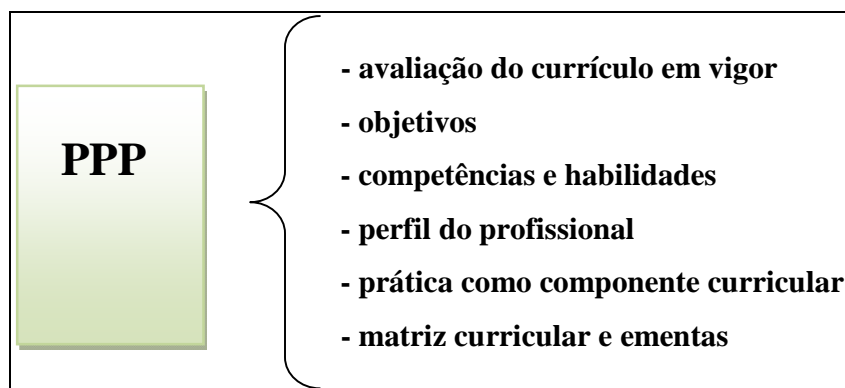 PPP
- avaliação do currículo em vigor
- objetivos
- competências e habilidades
- perfil do profissional
- prática como componente curricular
- matriz curricular e ementas